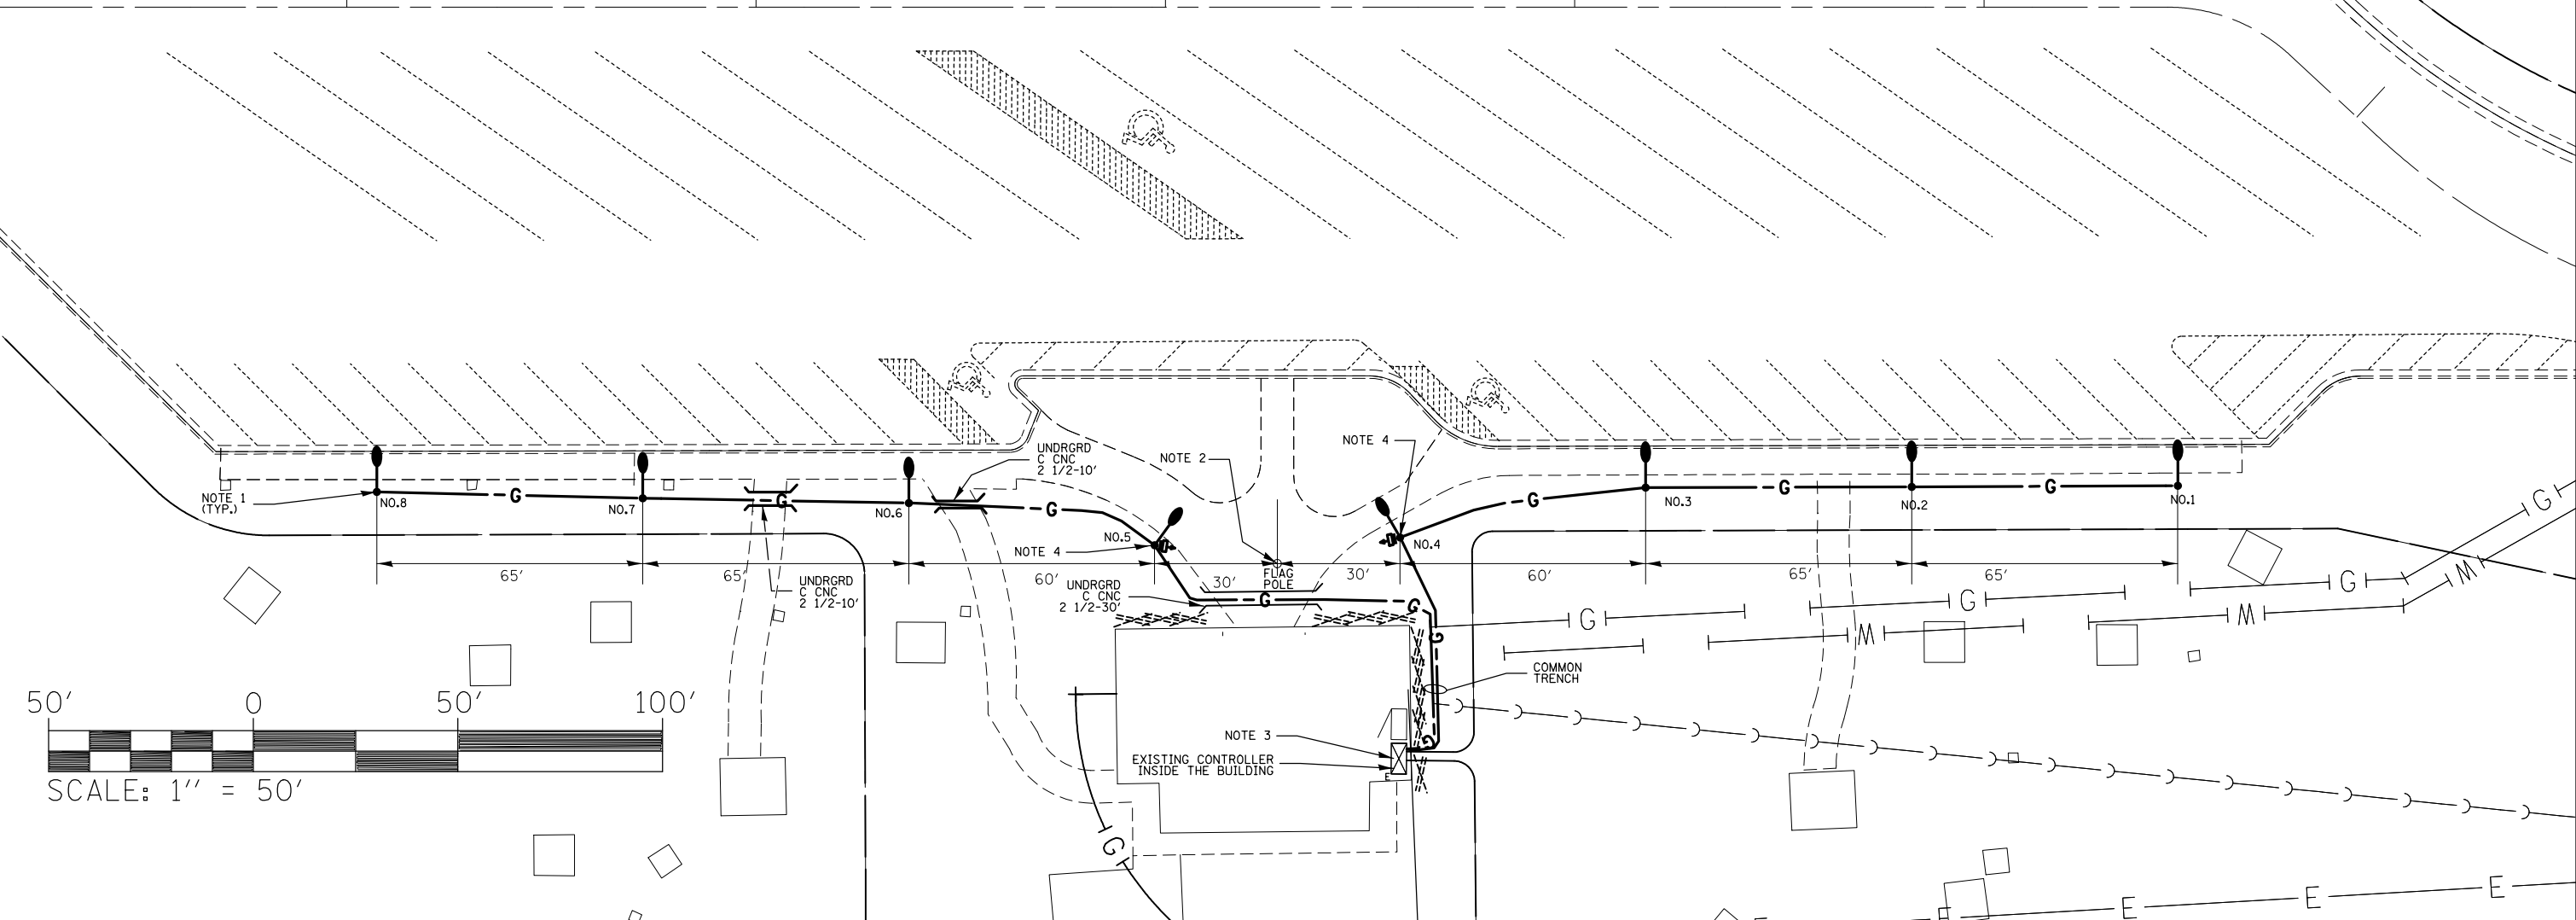 UNDRGRD
C CNC
2 1/2-10'
NOTE 4
NOTE 2
NOTE 1
(TYP.)
NO.8
G
NO.7
G
NO.6
G
NO.5
NOTE 4
NO.4
G
NO.3
G
NO.2
G
NO.1
G
65'
65'
60'
30'
FLAG
POLE
30'
60'
65'
65'
UNDRGRD
C CNC
2 1/2-10'
UNDRGRD
C CNC
2 1/2-30'
G
G
G
G
G
G
M
M
M
COMMON
TRENCH
50'
0
50'
100'
SCALE: 1" = 50'
NOTE 3
EXISTING CONTROLLER
INSIDE THE BUILDING
E
G
G
E
E
E
E